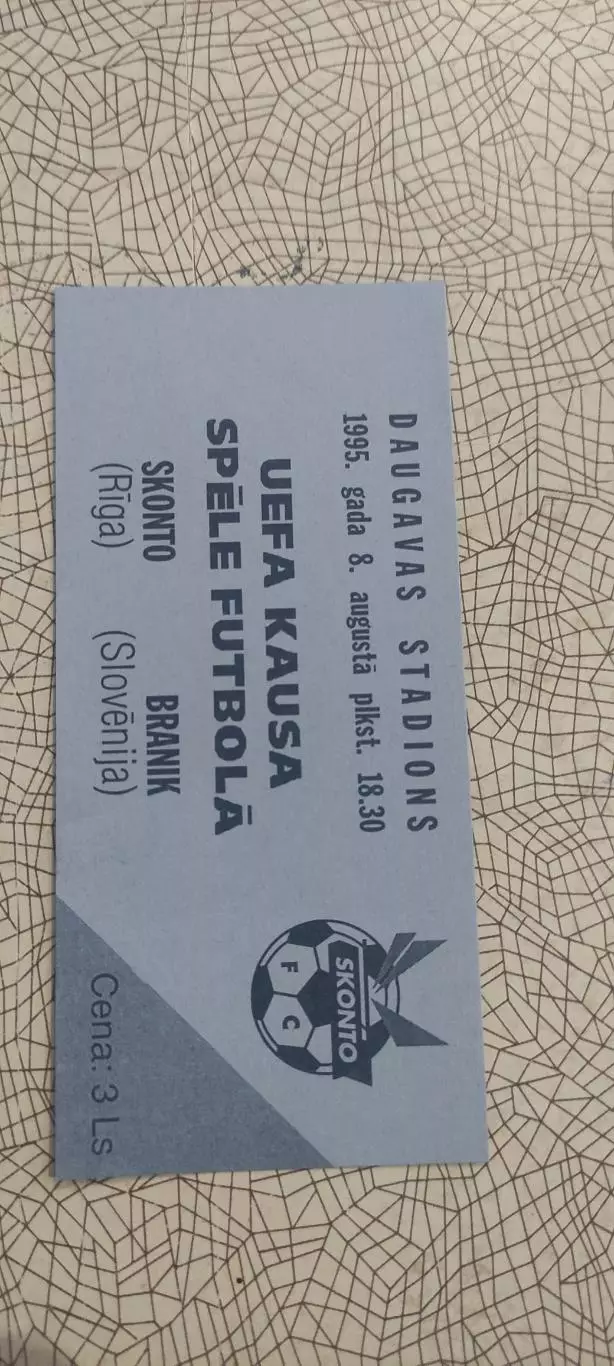 DAUGAVAS STADIONS
1995. gada 8. augustā plkst. 18.30
UEFA KAUSA
SPĒLE FUTBOLĀ
SKONTO BRANIK
(Rīga) (Slovēnija)
SKONTO
F C
Cena: 3 Ls